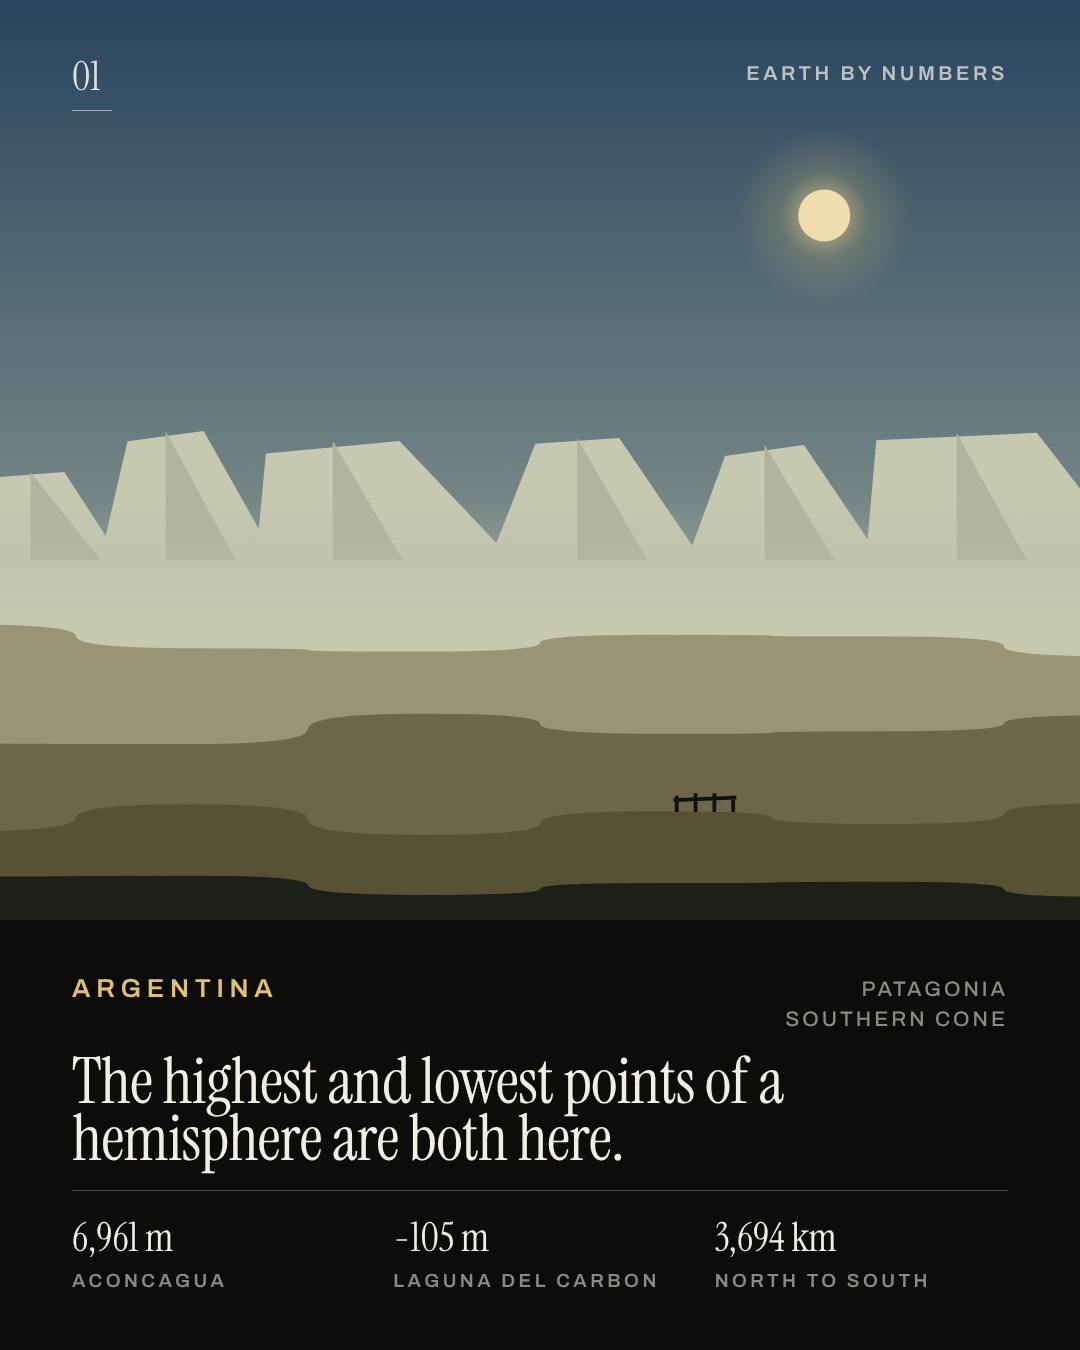 01
EARTH BY NUMBERS
ARGENTINA
PATAGONIA
SOUTHERN CONE
The highest and lowest points of a
hemisphere are both here.
6,961 m
-105 m
3,694 km
ACONCAGUA
LAGUNA DEL CARBON
NORTH TO SOUTH